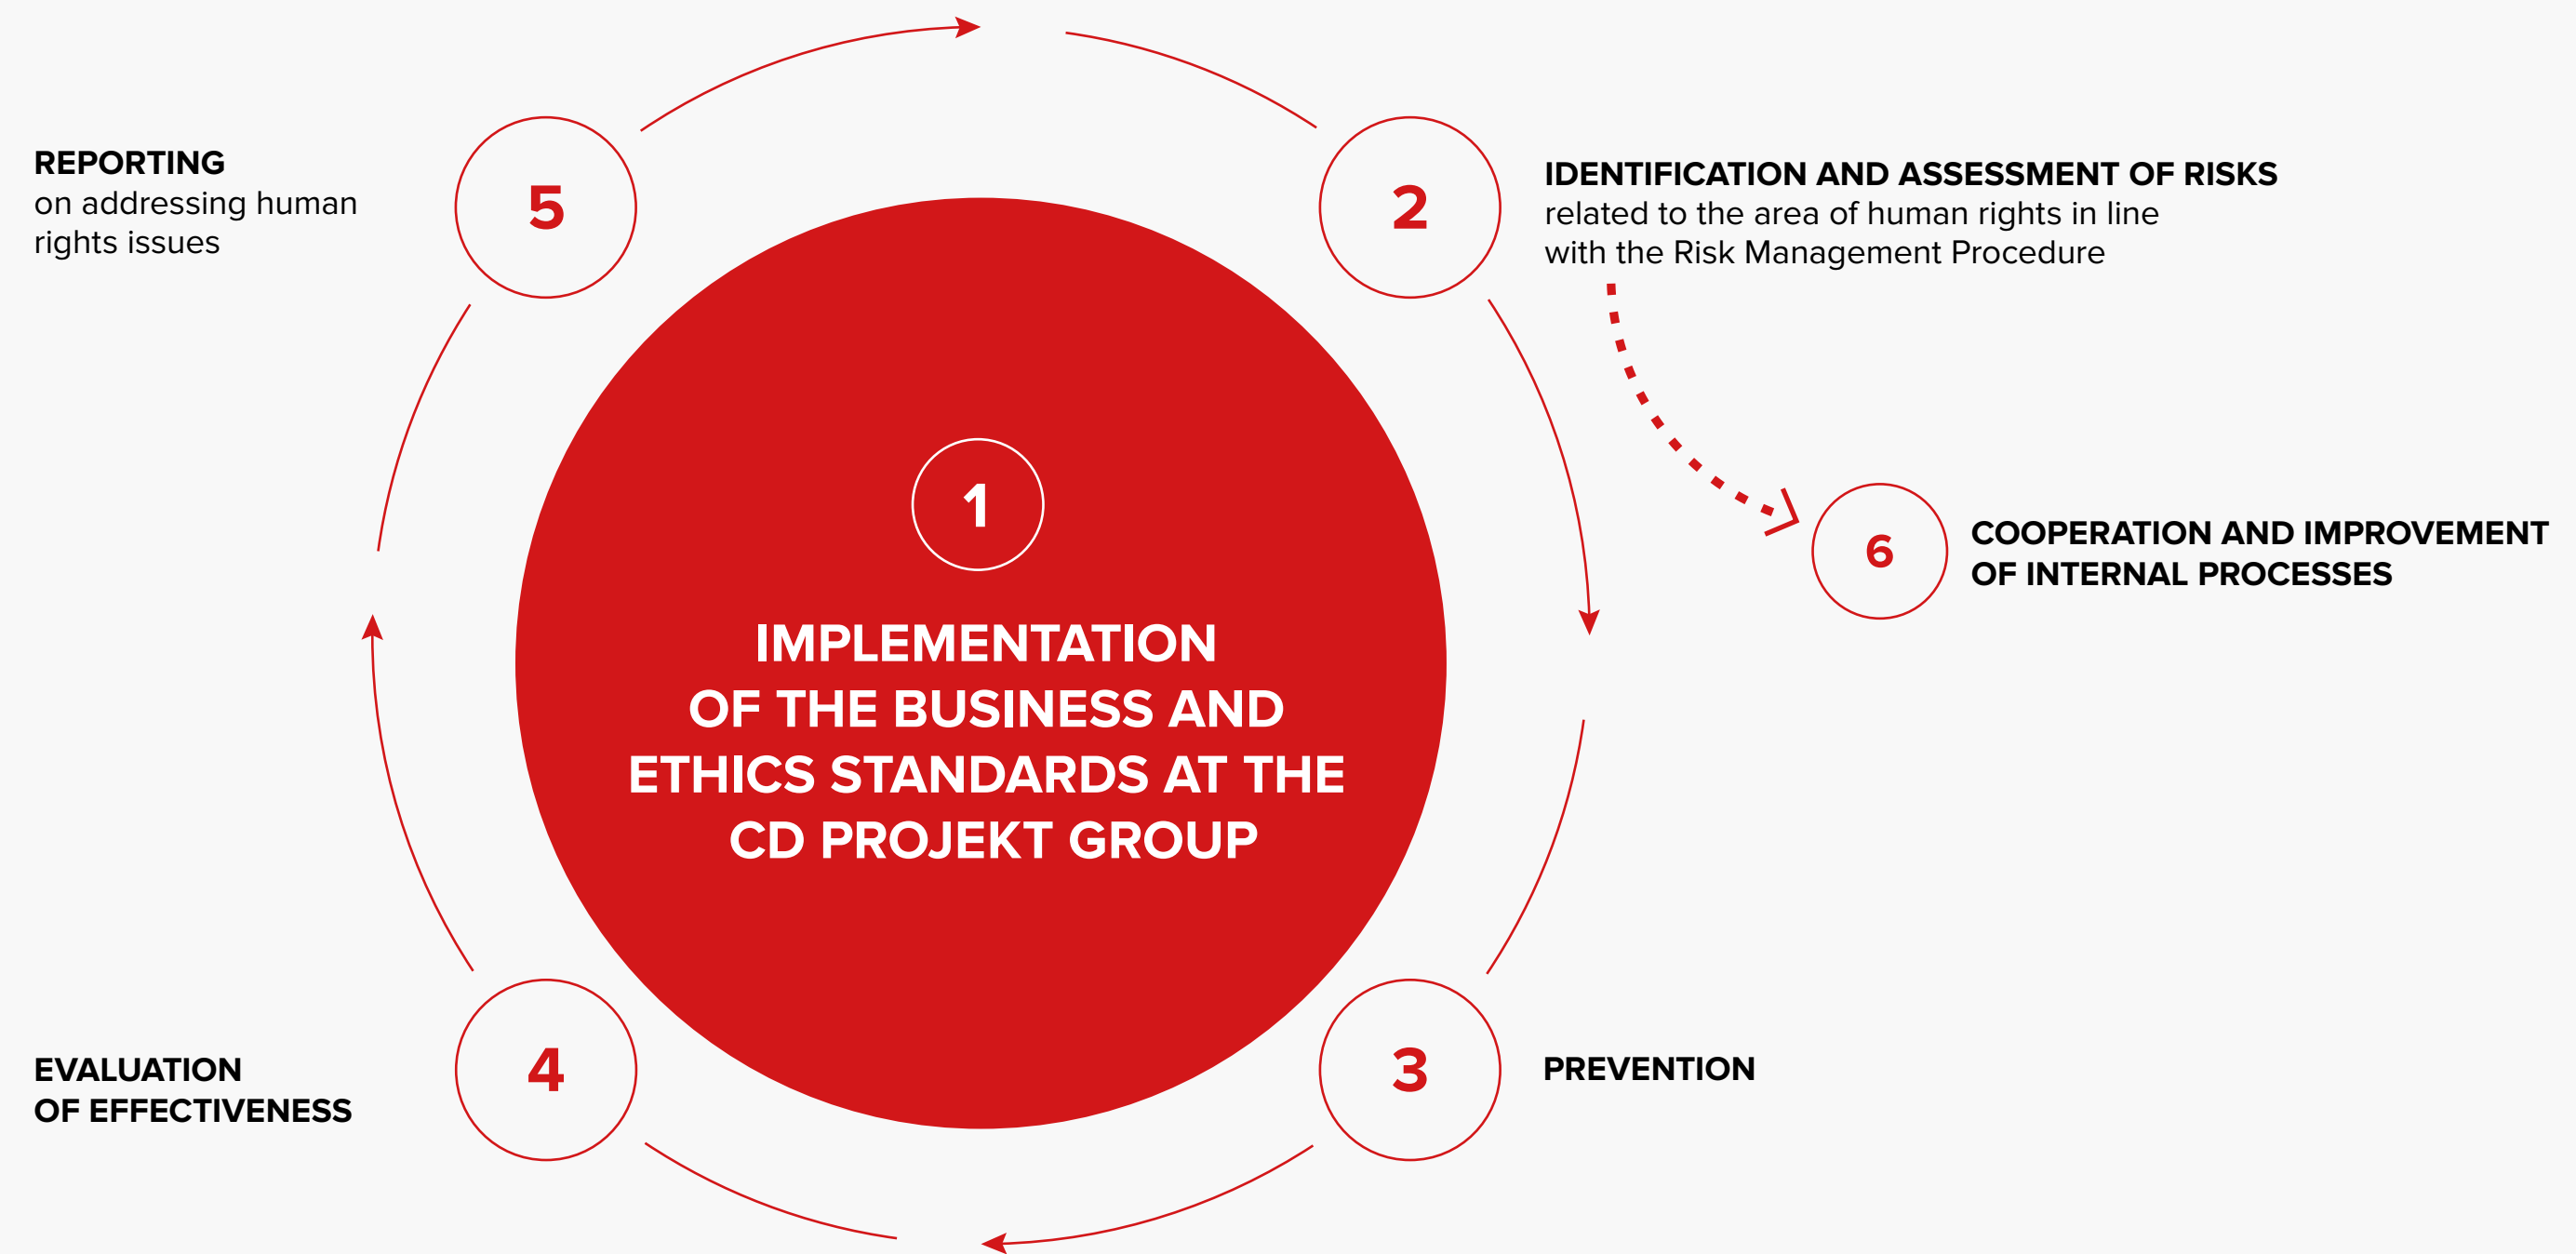 1
IMPLEMENTATION
OF THE BUSINESS AND
ETHICS STANDARDS AT THE
CD PROJEKT GROUP
2
IDENTIFICATION AND ASSESSMENT OF RISKS
related to the area of human rights in line
with the Risk Management Procedure
3
PREVENTION
4
EVALUATION
OF EFFECTIVENESS
5
REPORTING
on addressing human
rights issues
6
COOPERATION AND IMPROVEMENT
OF INTERNAL PROCESSES